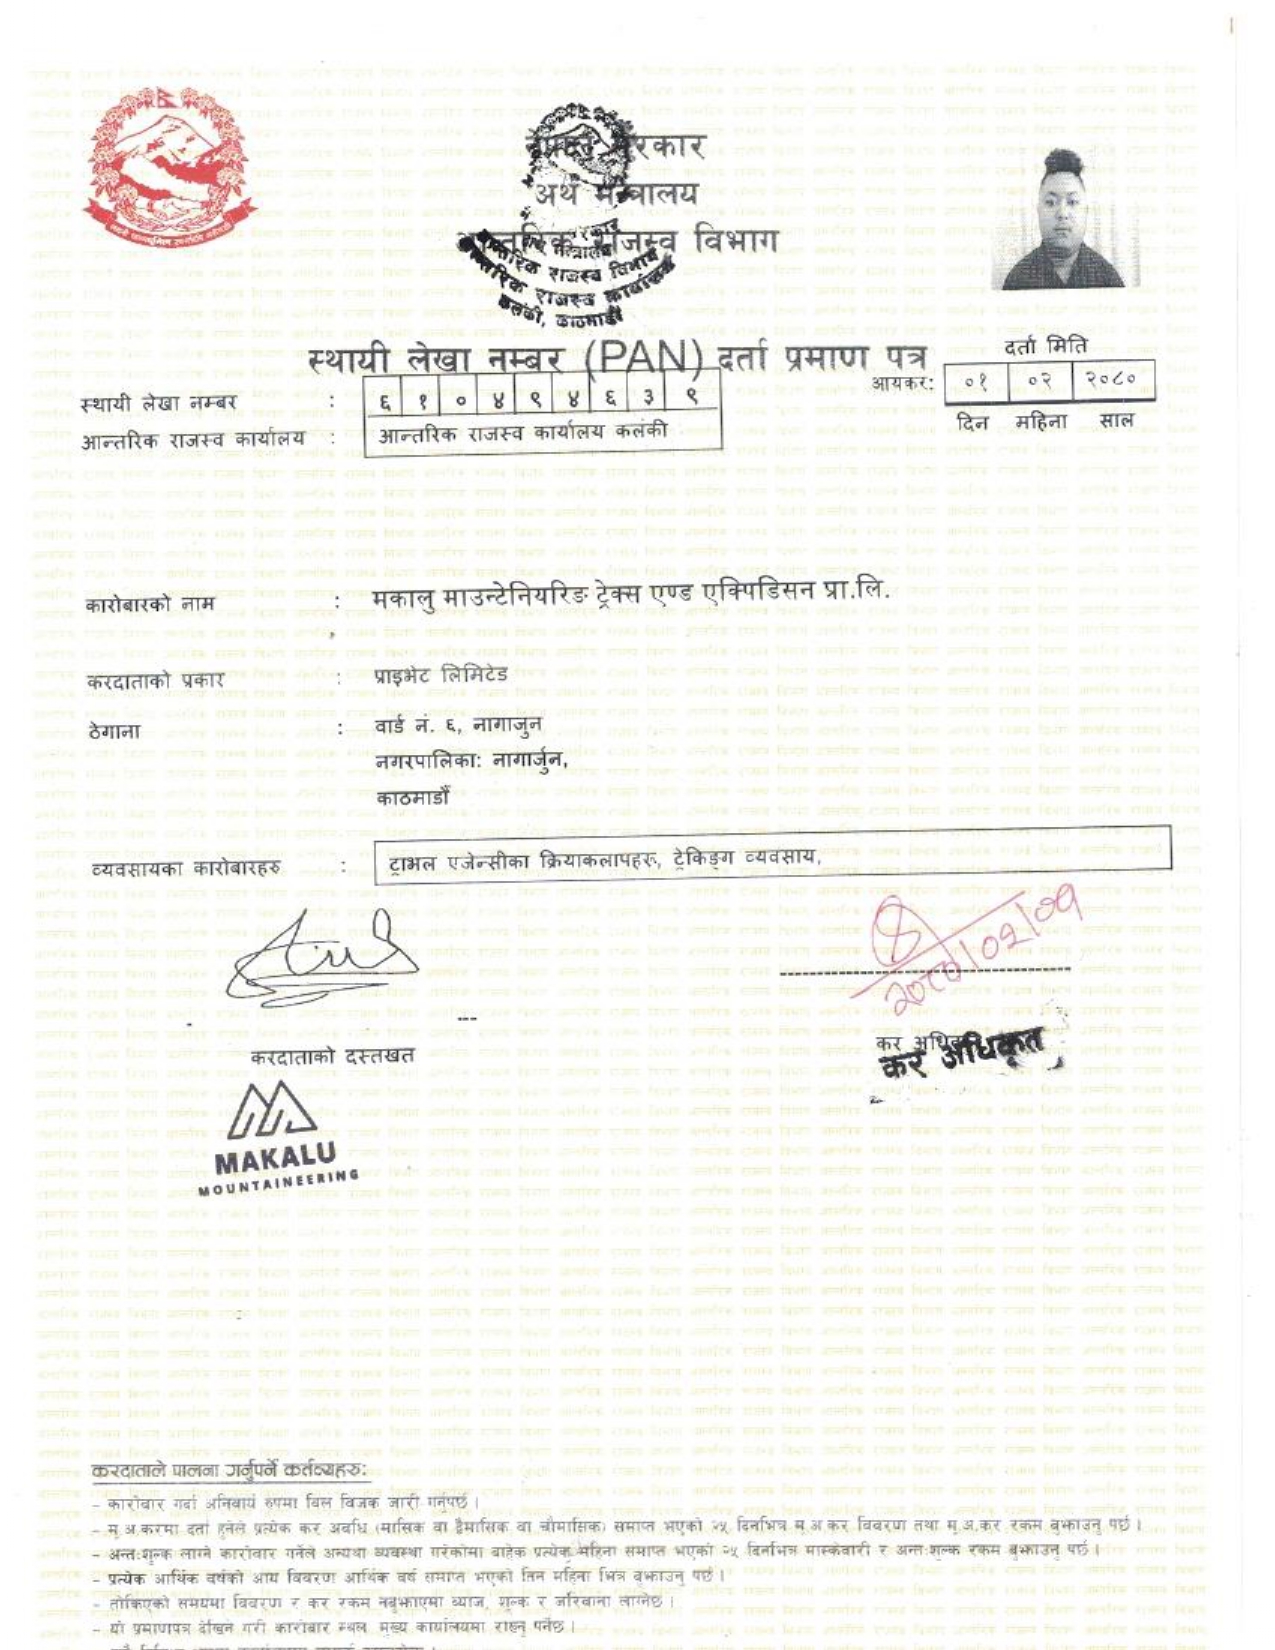 नेपाल सरकार
अर्थ मन्त्रालय
आन्तरिक राजस्व विभाग
आन्तरिक राजस्व विभाग
आन्तरिक राजस्व कार्यालय
कलंकी, काठमाडौं
स्थायी लेखा नम्बर (PAN) दर्ता प्रमाण पत्र
दर्ता मिति
आयकर: ०१ ०२ २०८०
दिन महिना साल
स्थायी लेखा नम्बर : ६ १ ० ४ ९ ४ ६ ३ ९
आन्तरिक राजस्व कार्यालय : आन्तरिक राजस्व कार्यालय कलंकी
कारोबारको नाम : मकालु माउन्टेनियरिङ ट्रेक्स एण्ड एक्पिडिसन प्रा.लि.
करदाताको प्रकार : प्राइभेट लिमिटेड
ठेगाना : वार्ड नं. ६, नागाजुन
नगरपालिका: नागार्जुन,
काठमाडौं
व्यवसायका कारोबारहरु : ट्राभल एजेन्सीका क्रियाकलापहरू, ट्रेकिङ्ग व्यवसाय,
२०८०/०२/०१
करदाताको दस्तखत
कर अधिकृत
MAKALU
MOUNTAINEERING
करदाताले पालना गर्नुपर्ने कर्तव्यहरु:
- कारोबार गर्दा अनिवार्य रुपमा बिल बिजक जारी गर्नुपर्छ ।
- मू.अ.करमा दर्ता हुनेले प्रत्येक कर अवधि (मासिक वा द्वैमासिक वा चौमासिक) समाप्त भएको २५ दिनभित्र मू.अ.कर विवरण तथा मू.अ.कर रकम बुझाउनु पर्छ ।
- अन्त:शुल्क लाग्ने कारोबार गर्नेले अन्यथा व्यवस्था गरेकोमा बाहेक प्रत्येक महिना समाप्त भएको २५ दिनभित्र मास्केवारी र अन्त:शुल्क रकम बुझाउनु पर्छ ।
- प्रत्येक आर्थिक वर्षको आय विवरण आर्थिक वर्ष समाप्त भएको तिन महिना भित्र बुझाउनु पर्छ ।
- तोकिएको समयमा विवरण र कर रकम नबुझाएमा ब्याज, शुल्क र जरिवाना लाग्नेछ ।
- यो प्रमाणपत्र देखिने गरी कारोबार स्थल मुख्य कार्यालयमा राख्नु पर्नेछ ।